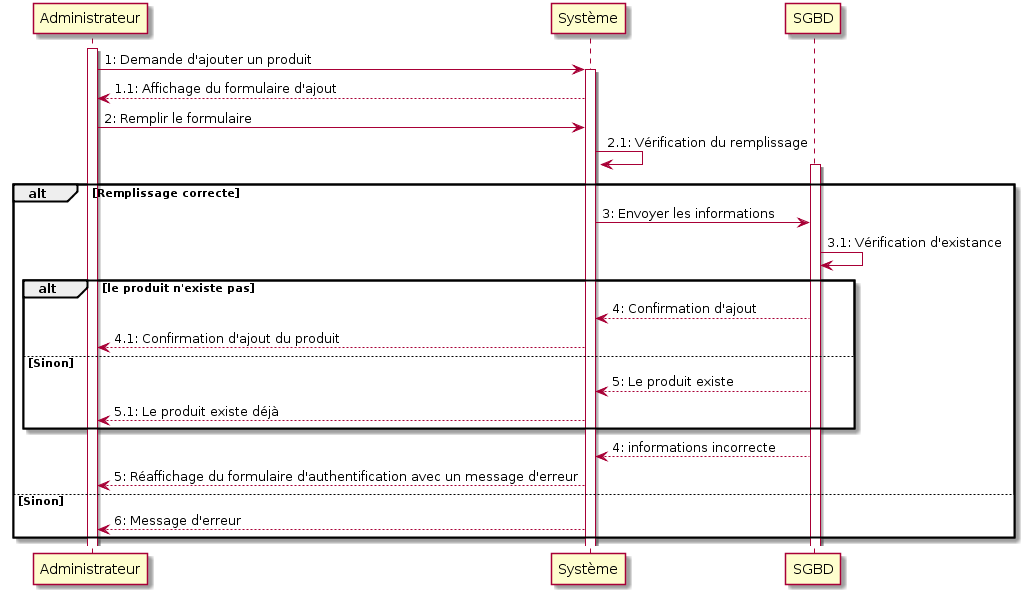 Administrateur
Système
SGBD
1: Demande d'ajouter un produit
1.1: Affichage du formulaire d'ajout
2: Remplir le formulaire
2.1: Vérification du remplissage
alt
[Remplissage correcte]
3: Envoyer les informations
3.1: Vérification d'existance
alt
[le produit n'existe pas]
4: Confirmation d'ajout
4.1: Confirmation d'ajout du produit
[Sinon]
5: Le produit existe
5.1: Le produit existe déjà
4: informations incorrecte
5: Réaffichage du formulaire d'authentification avec un message d'erreur
[Sinon]
6: Message d'erreur
Administrateur
Système
SGBD